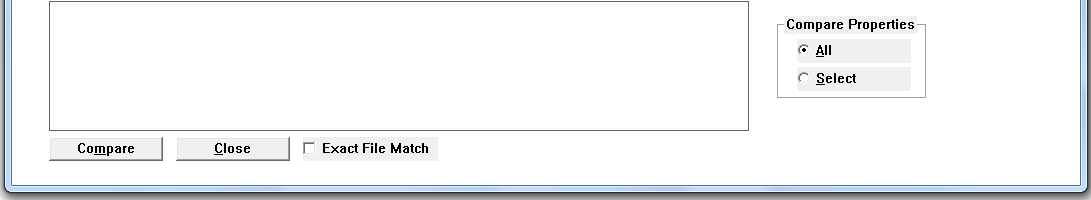 Compare Properties
All
Select
Compare
Close
Exact File Match